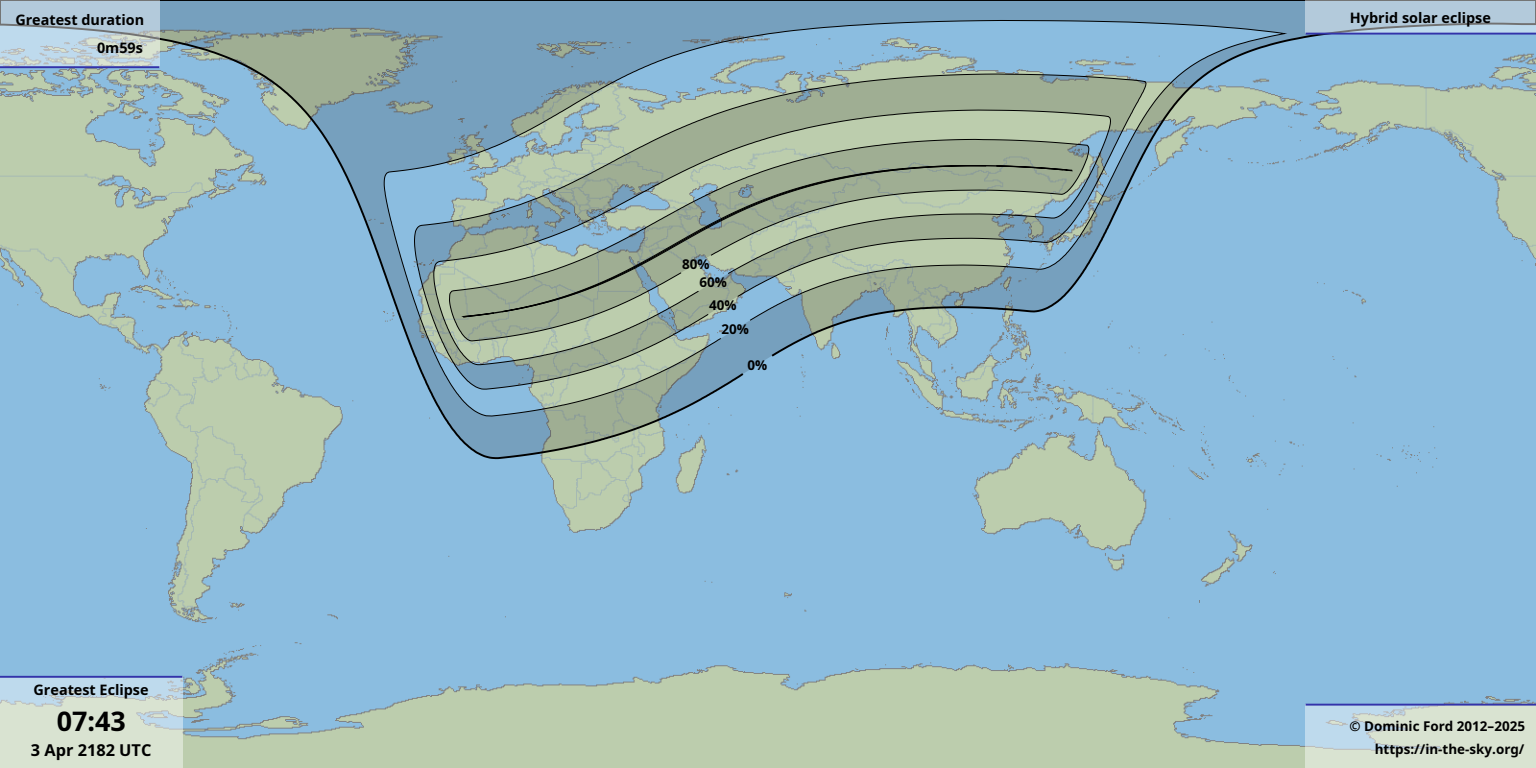 Greatest duration
0m59s
Hybrid solar eclipse
80%
60%
40%
20%
0%
Greatest Eclipse
07:43
3 Apr 2182 UTC
© Dominic Ford 2012–2025
https://in-the-sky.org/